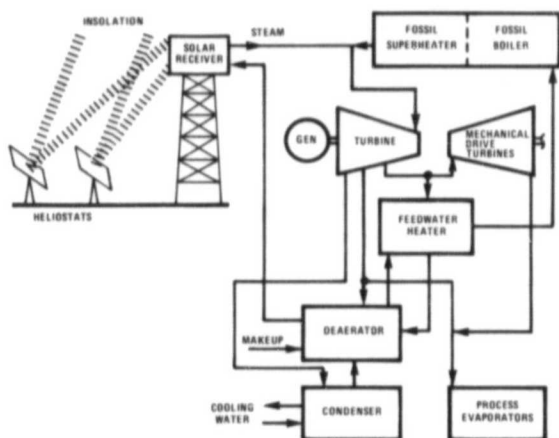 INSOLATION
SOLAR
RECEIVER
STEAM
FOSSIL
SUPERHEATER
FOSSIL
BOILER
GEN
TURBINE
MECHANICAL
DRIVE
TURBINES
HELIOSTATS
FEEDWATER
HEATER
DEAERATOR
MAKEUP
COOLING
WATER
CONDENSER
PROCESS
EVAPORATORS